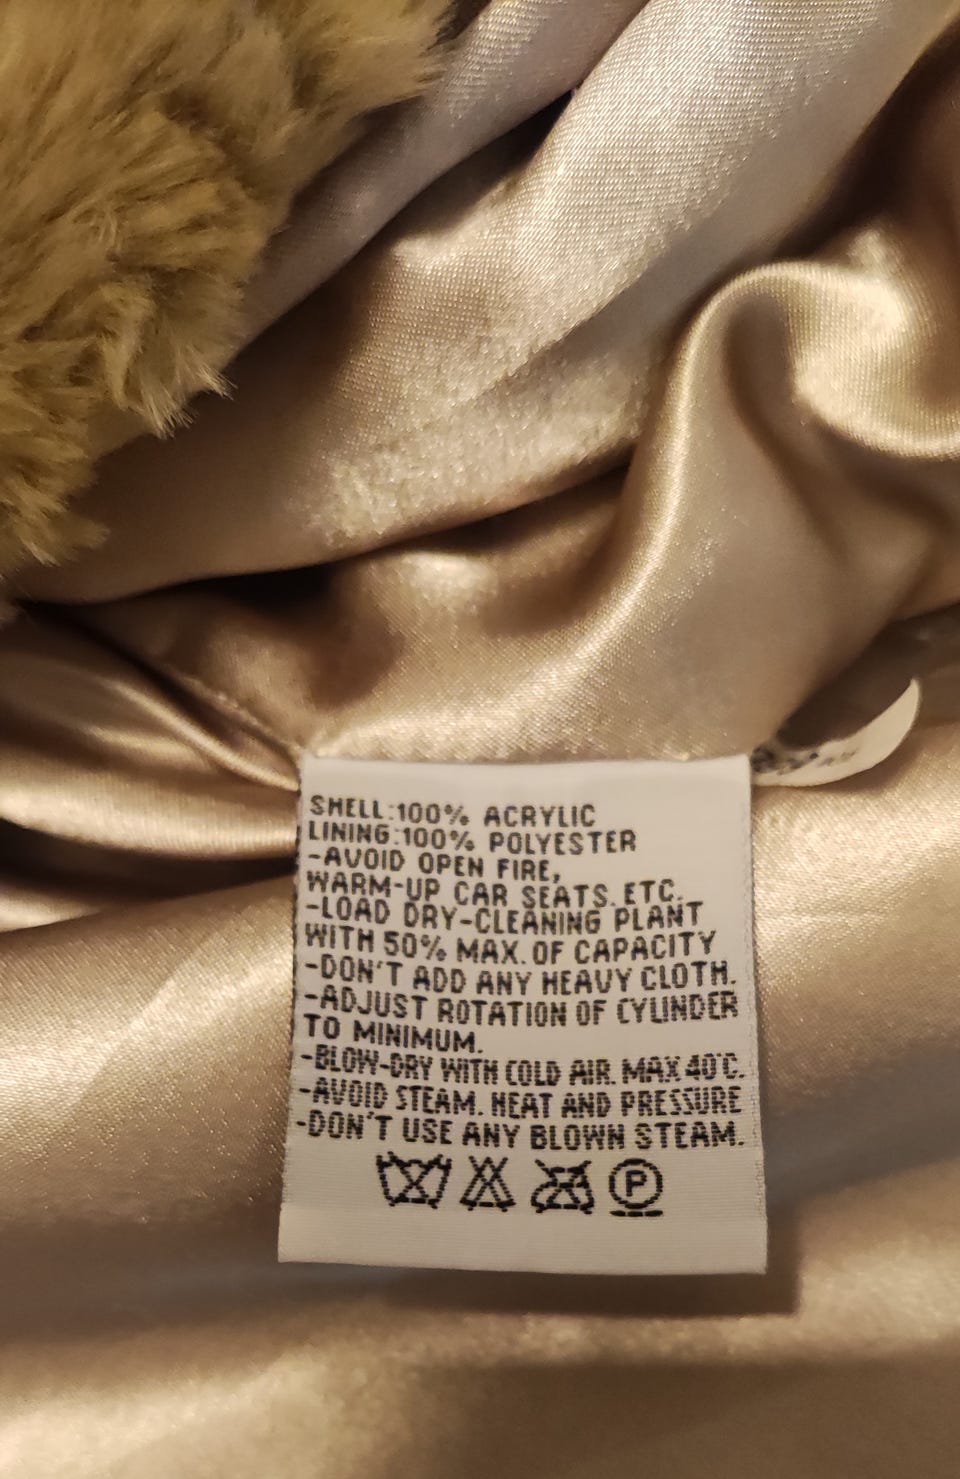 SHELL:100% ACRYLIC
LINING:100% POLYESTER
-AVOID OPEN FIRE,
WARM-UP CAR SEATS. ETC.
-LOAD DRY-CLEANING PLANT
WITH 50% MAX. OF CAPACITY
-DON'T ADD ANY HEAVY CLOTH.
-ADJUST ROTATION OF CYLINDER
TO MINIMUM.
-BLOW-DRY WITH COLD AIR. MAX 40°C.
-AVOID STEAM. HEAT AND PRESSURE
-DON'T USE ANY BLOWN STEAM.
P